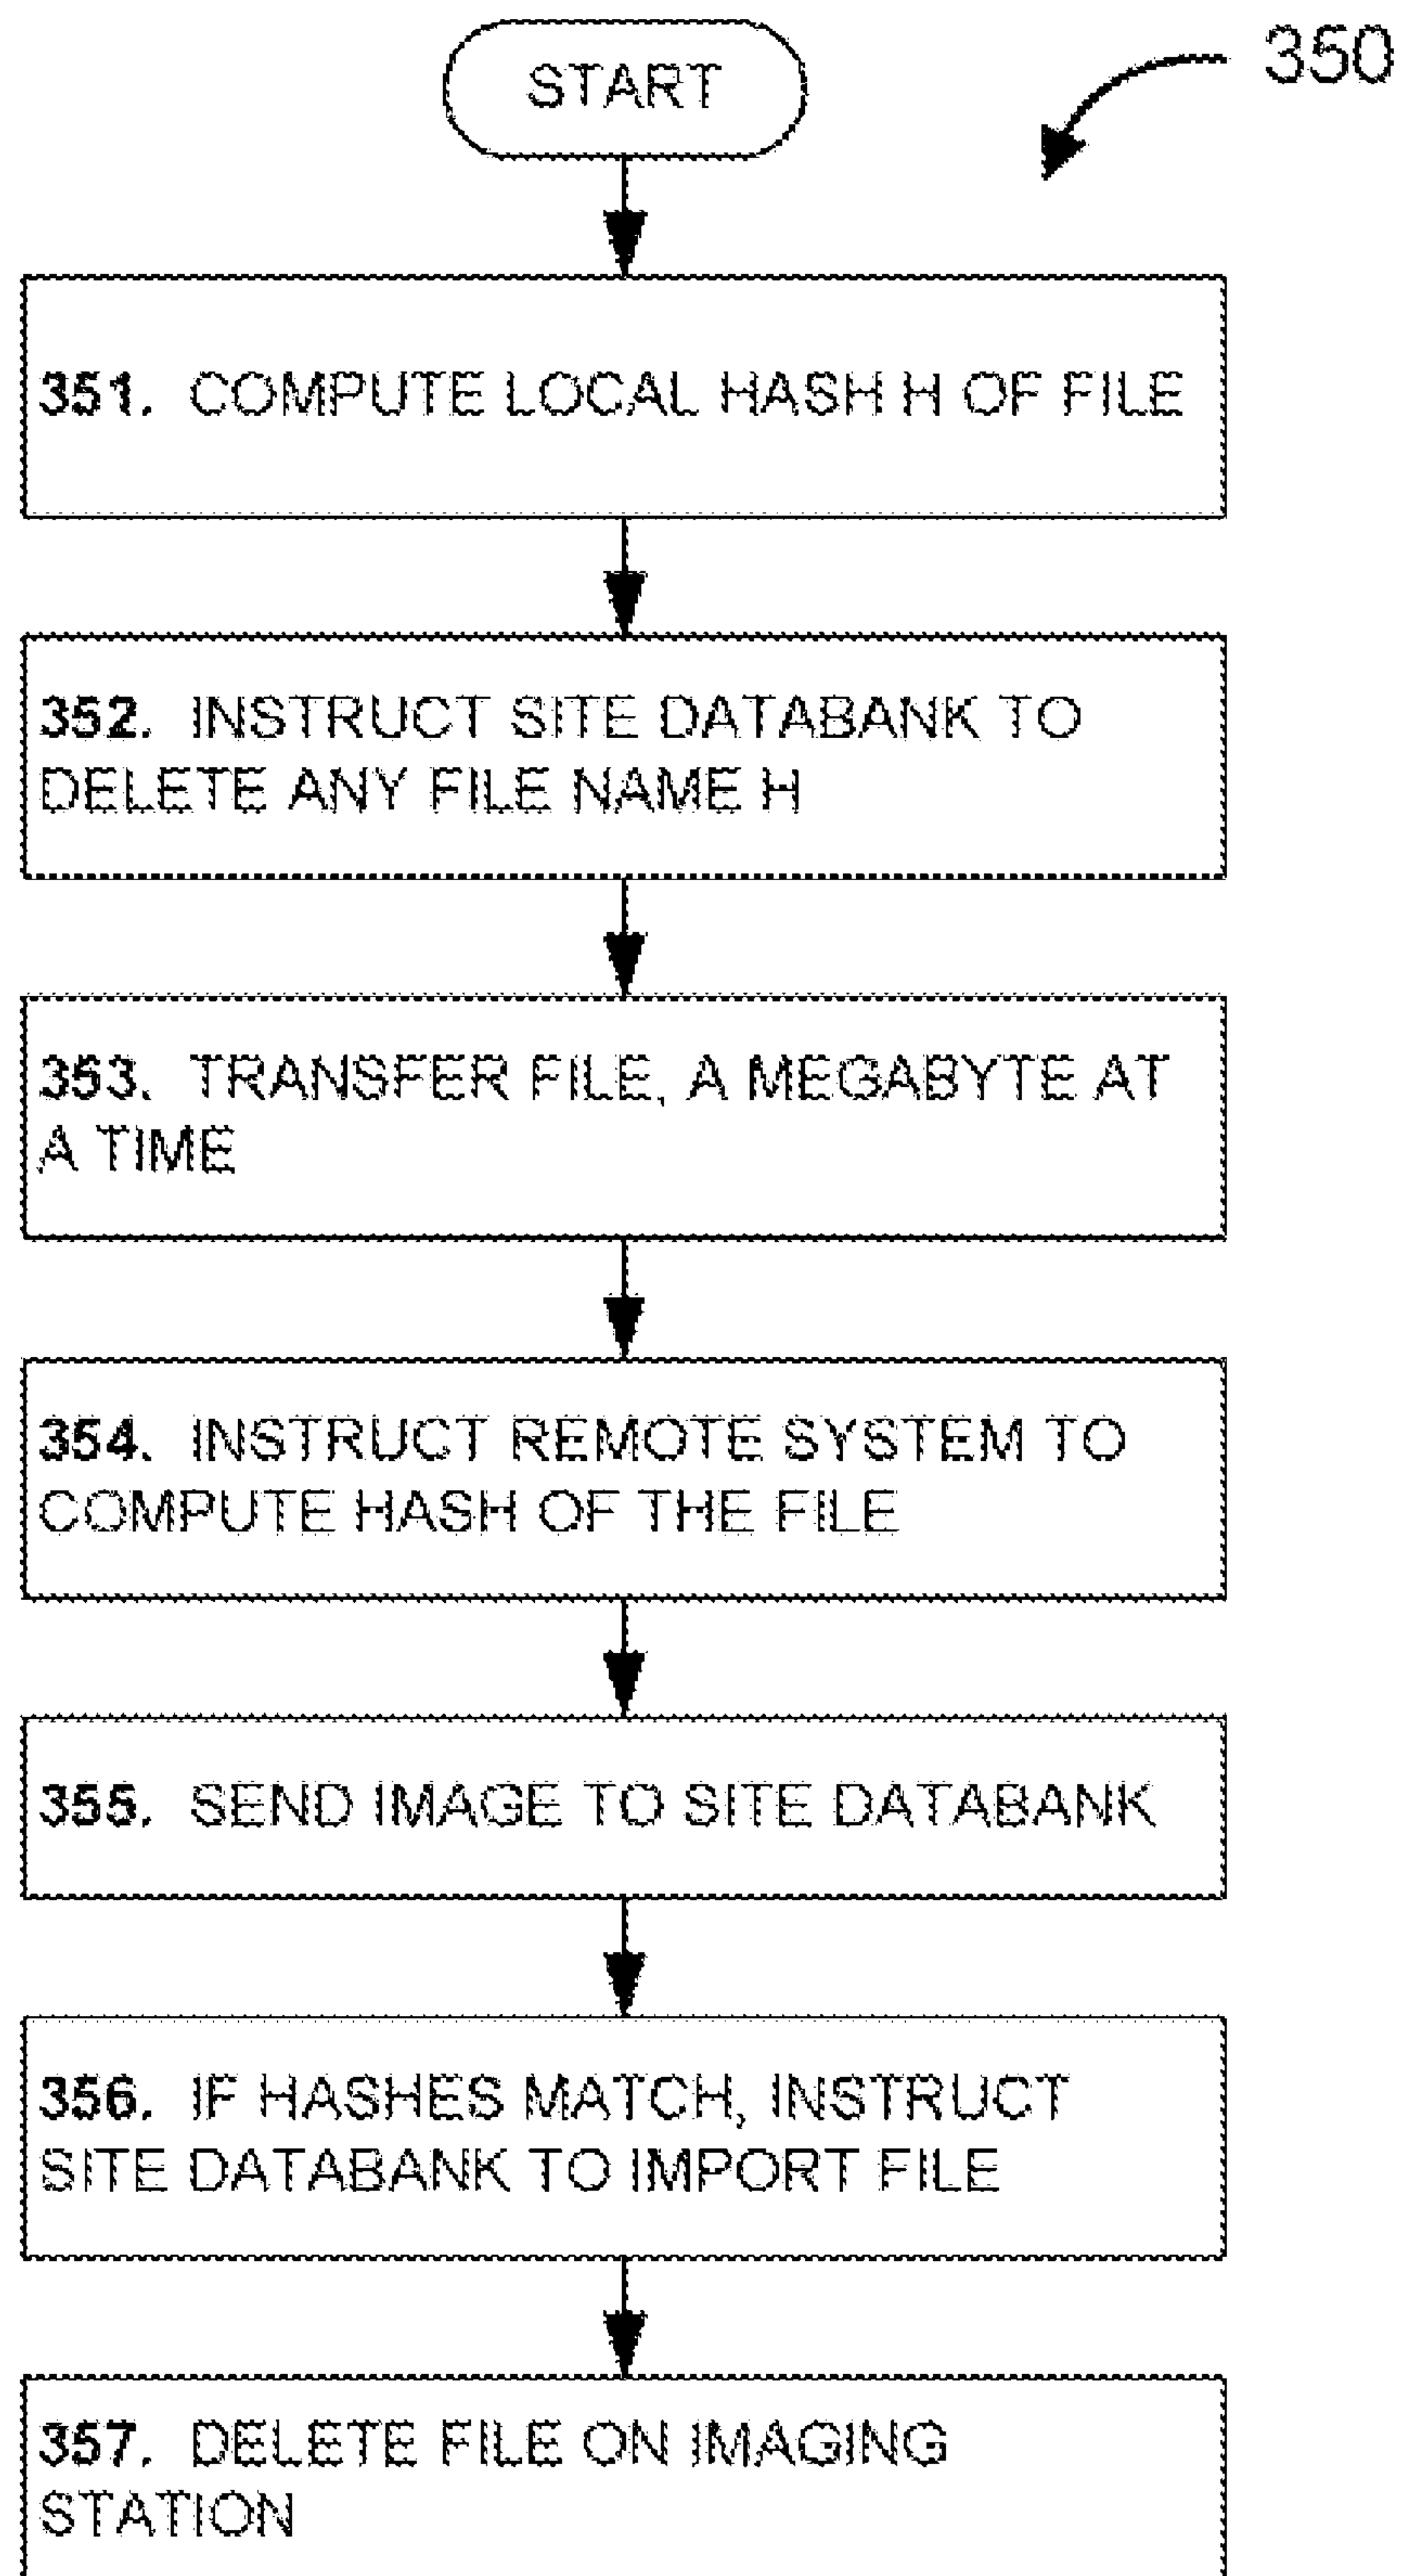 START
350
351. COMPUTE LOCAL HASH H OF FILE
352. INSTRUCT SITE DATABANK TO
DELETE ANY FILE NAME H
353. TRANSFER FILE, A MEGABYTE AT
A TIME
354. INSTRUCT REMOTE SYSTEM TO
COMPUTE HASH OF THE FILE
355. SEND IMAGE TO SITE DATABANK
356. IF HASHES MATCH, INSTRUCT
SITE DATABANK TO IMPORT FILE
357. DELETE FILE ON IMAGING
STATION